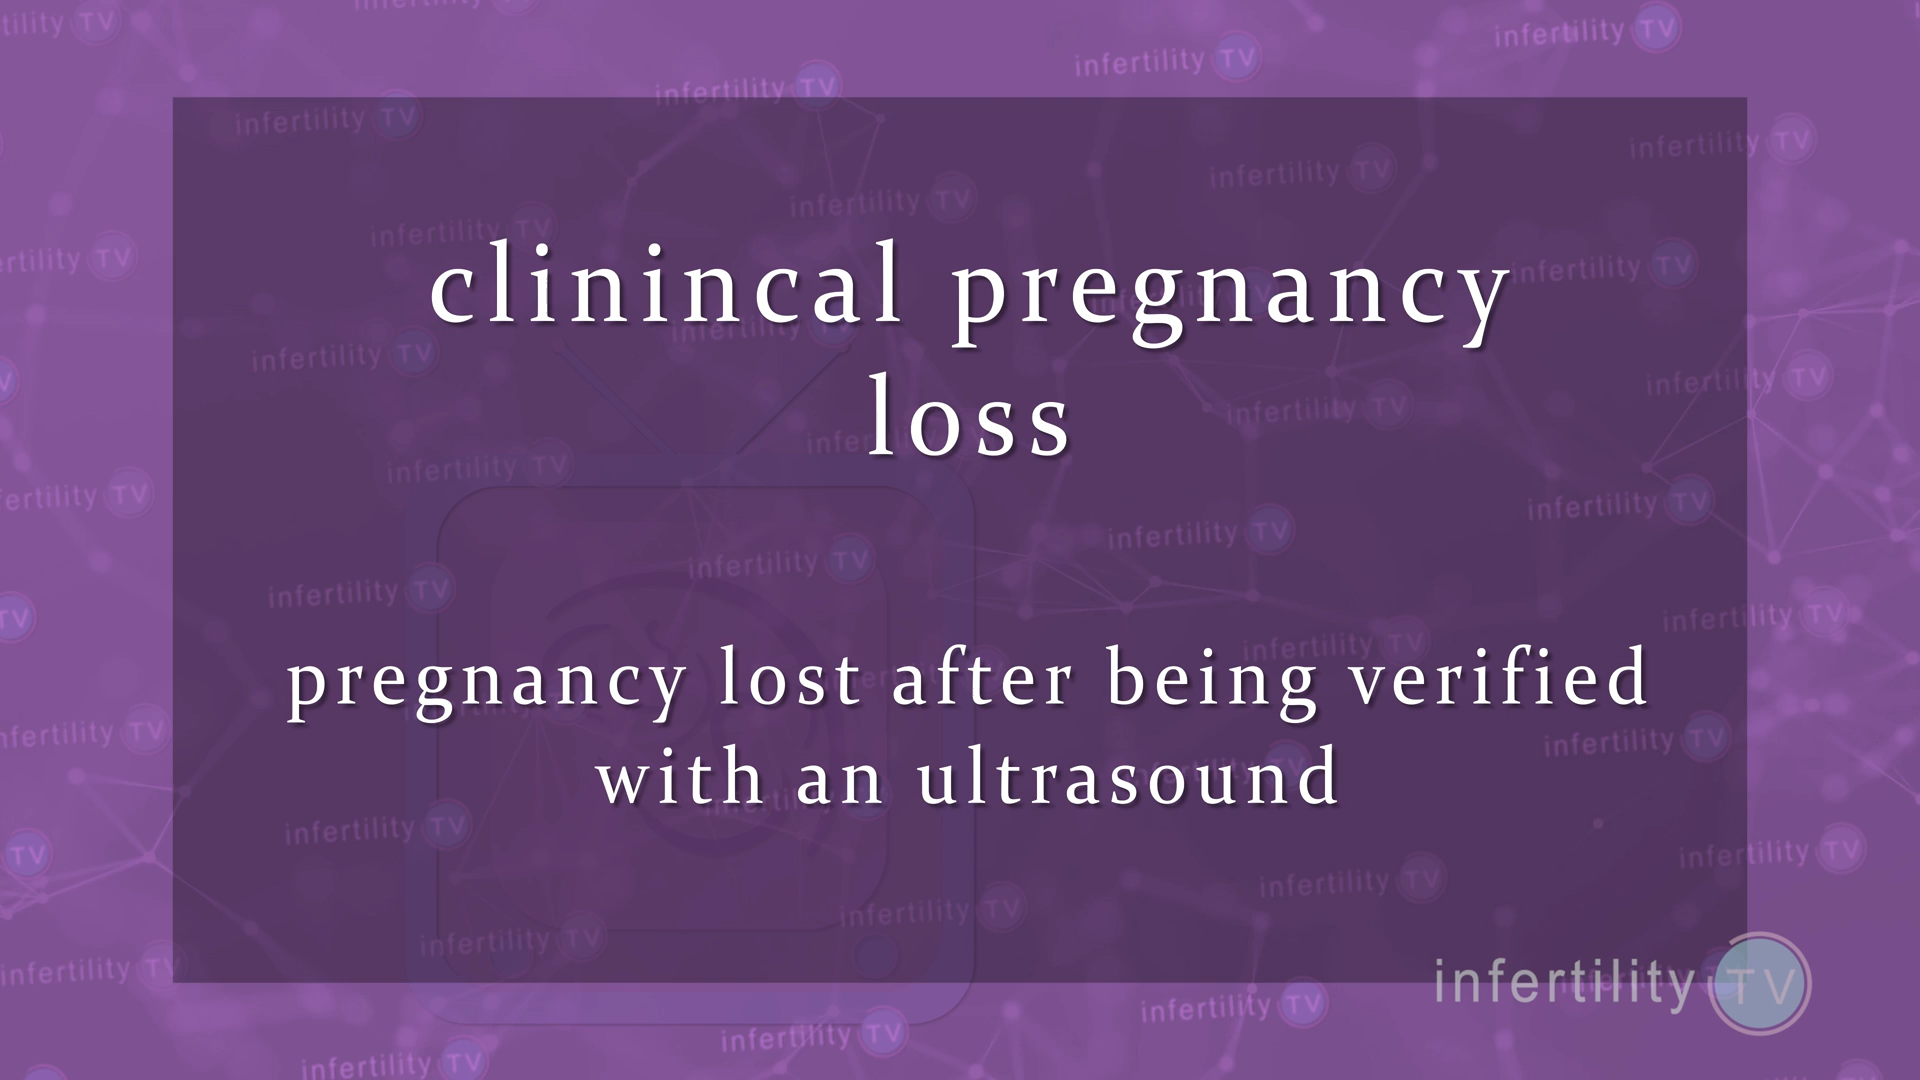 clinincal pregnancy
loss
pregnancy lost after being verified
with an ultrasound
infertility TV